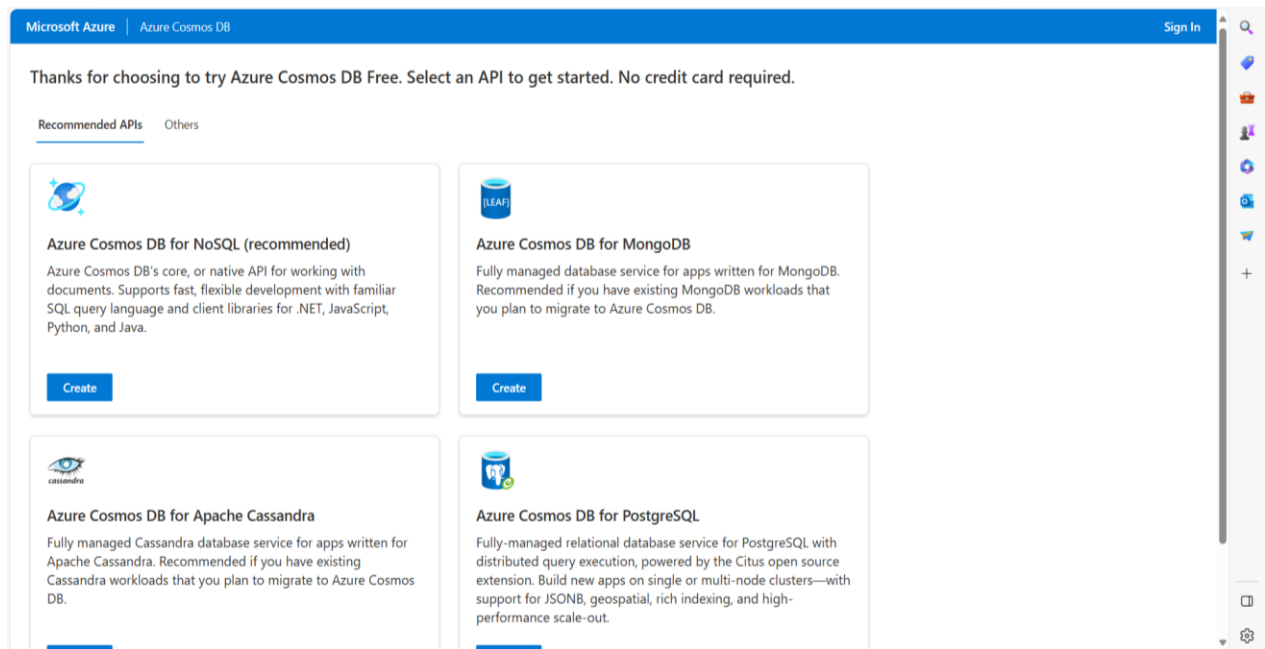 Microsoft Azure
Azure Cosmos DB
Sign In
Thanks for choosing to try Azure Cosmos DB Free. Select an API to get started. No credit card required.
Recommended APIs
Others
Azure Cosmos DB for NoSQL (recommended)
Azure Cosmos DB's core, or native API for working with
documents. Supports fast, flexible development with familiar
SQL query language and client libraries for .NET, JavaScript,
Python, and Java.
Create
[LEAF]
Azure Cosmos DB for MongoDB
Fully managed database service for apps written for MongoDB.
Recommended if you have existing MongoDB workloads that
you plan to migrate to Azure Cosmos DB.
Create
cassandra
Azure Cosmos DB for Apache Cassandra
Fully managed Cassandra database service for apps written for
Apache Cassandra. Recommended if you have existing
Cassandra workloads that you plan to migrate to Azure Cosmos
DB.
Azure Cosmos DB for PostgreSQL
Fully-managed relational database service for PostgreSQL with
distributed query execution, powered by the Citus open source
extension. Build new apps on single or multi-node clusters—with
support for JSONB, geospatial, rich indexing, and high-
performance scale-out.